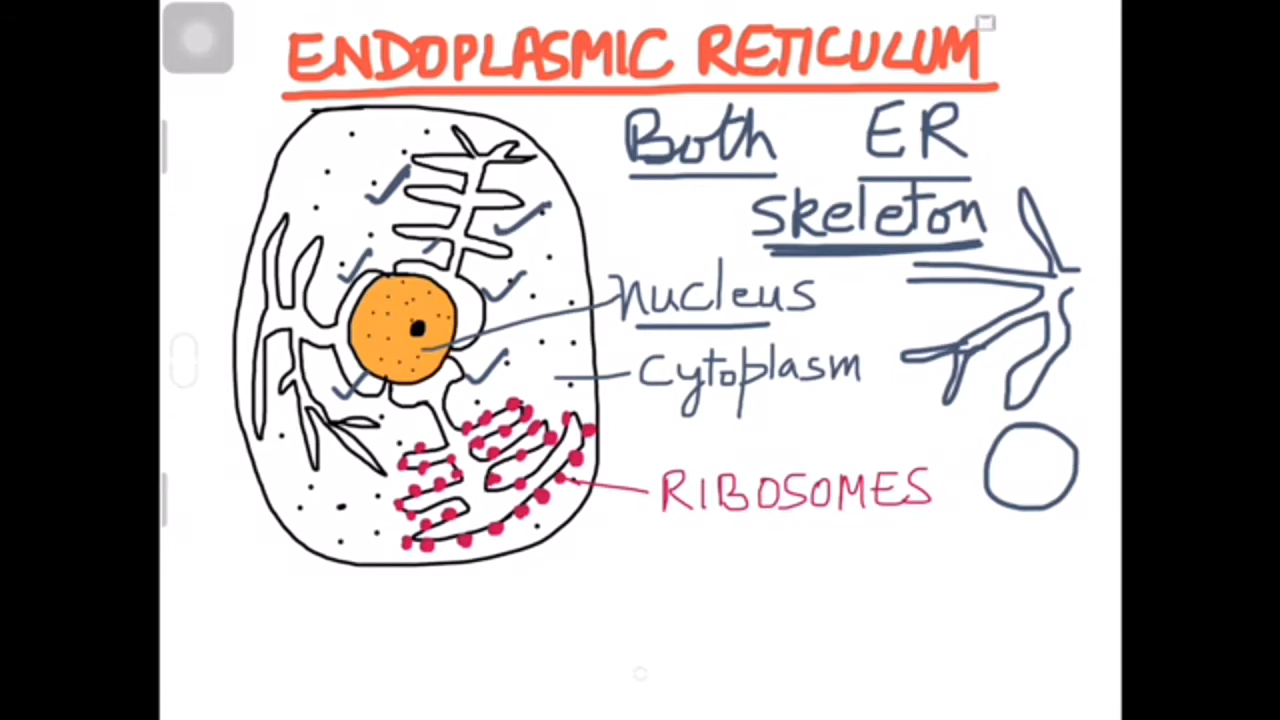 ENDOPLASMIC RETICULUM
Both ER
skeleton
nucleus
cytoplasm
RIBOSOMES